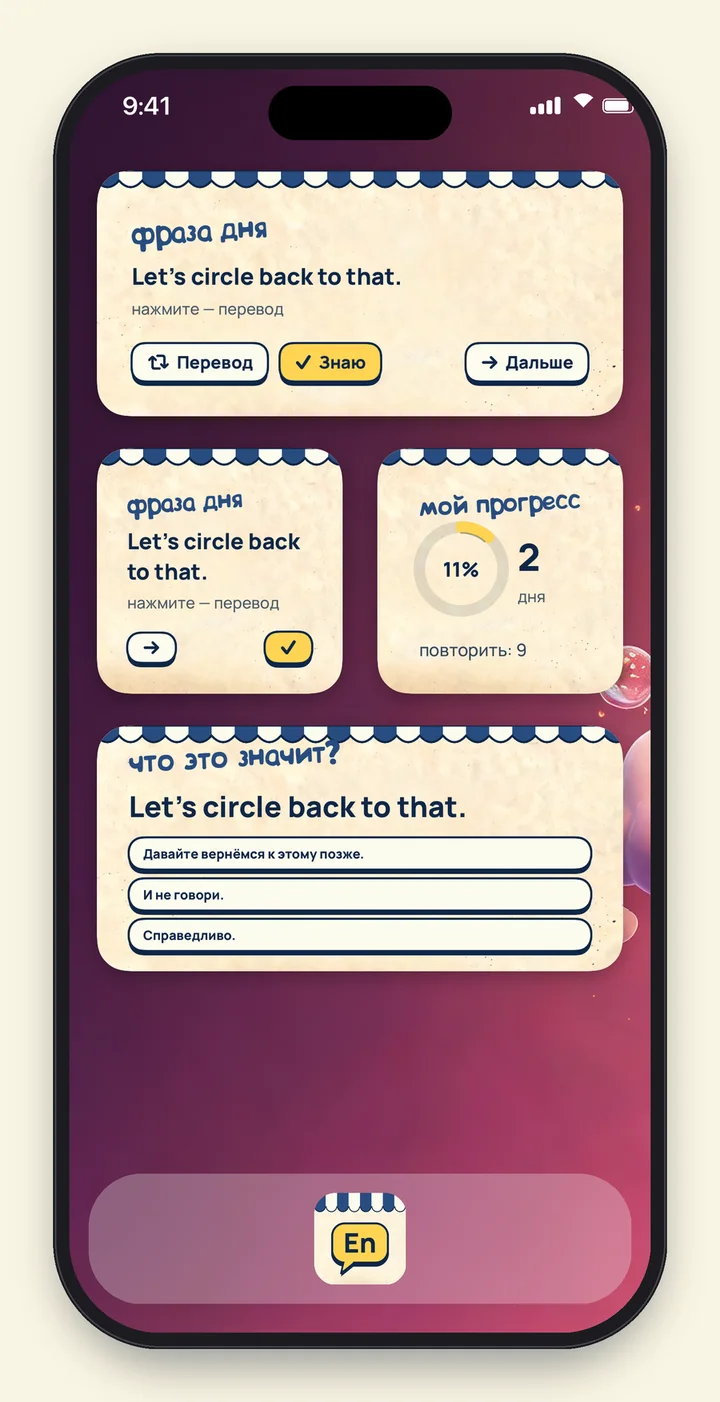 9:41
фраза дня
Let’s circle back to that.
нажмите — перевод
Перевод
Знаю
Дальше
фраза дня
Let’s circle back
to that.
нажмите — перевод
мой прогресс
11%
2
дня
повторить: 9
что это значит?
Let’s circle back to that.
Давайте вернёмся к этому позже.
И не говори.
Справедливо.
En